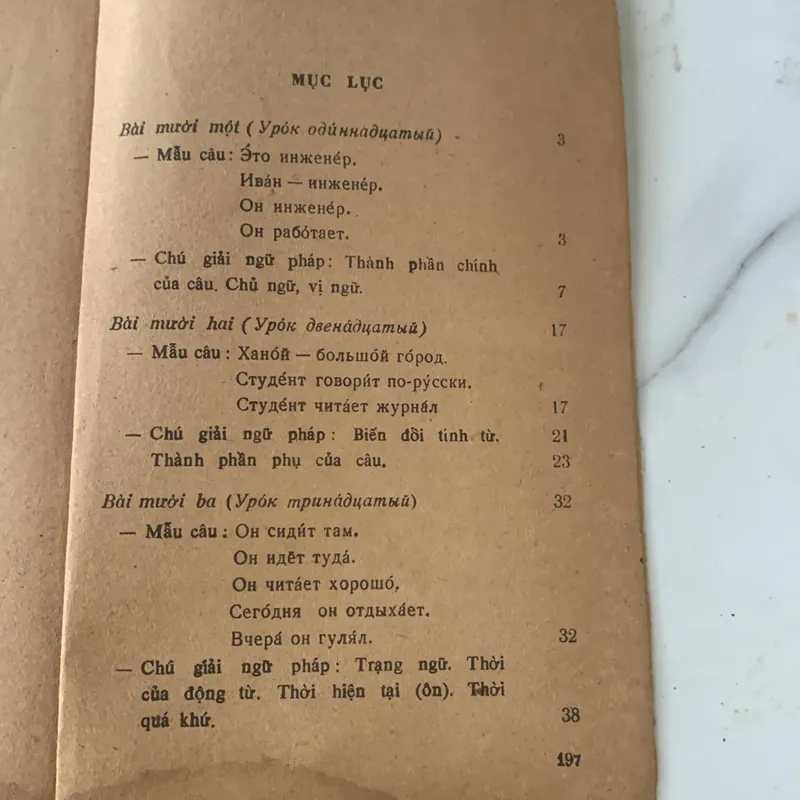 MỤC LỤC
Bài mười một (Уро́к оди́ннадцатый) 3
— Mẫu câu: Э́то инжене́р.
Ива́н — инжене́р.
Он инжене́р.
Он рабо́тает. 3
— Chú giải ngữ pháp: Thành phần chính
của câu. Chủ ngữ, vị ngữ. 7
Bài mười hai (Уро́к двена́дцатый) 17
— Mẫu câu: Хано́й — большо́й го́род.
Студе́нт говори́т по-ру́сски.
Студе́нт чита́ет журна́л 17
— Chú giải ngữ pháp: Biến đổi tính từ. 21
Thành phần phụ của câu. 23
Bài mười ba (Уро́к трина́дцатый) 32
— Mẫu câu: Он сиди́т там.
Он идёт туда́.
Он чита́ет хорошо́.
Сего́дня он отдыха́ет.
Вчера́ он гуля́л. 32
— Chú giải ngữ pháp: Trạng ngữ. Thời
của động từ. Thời hiện tại (ôn). Thời
quá khứ. 38
197